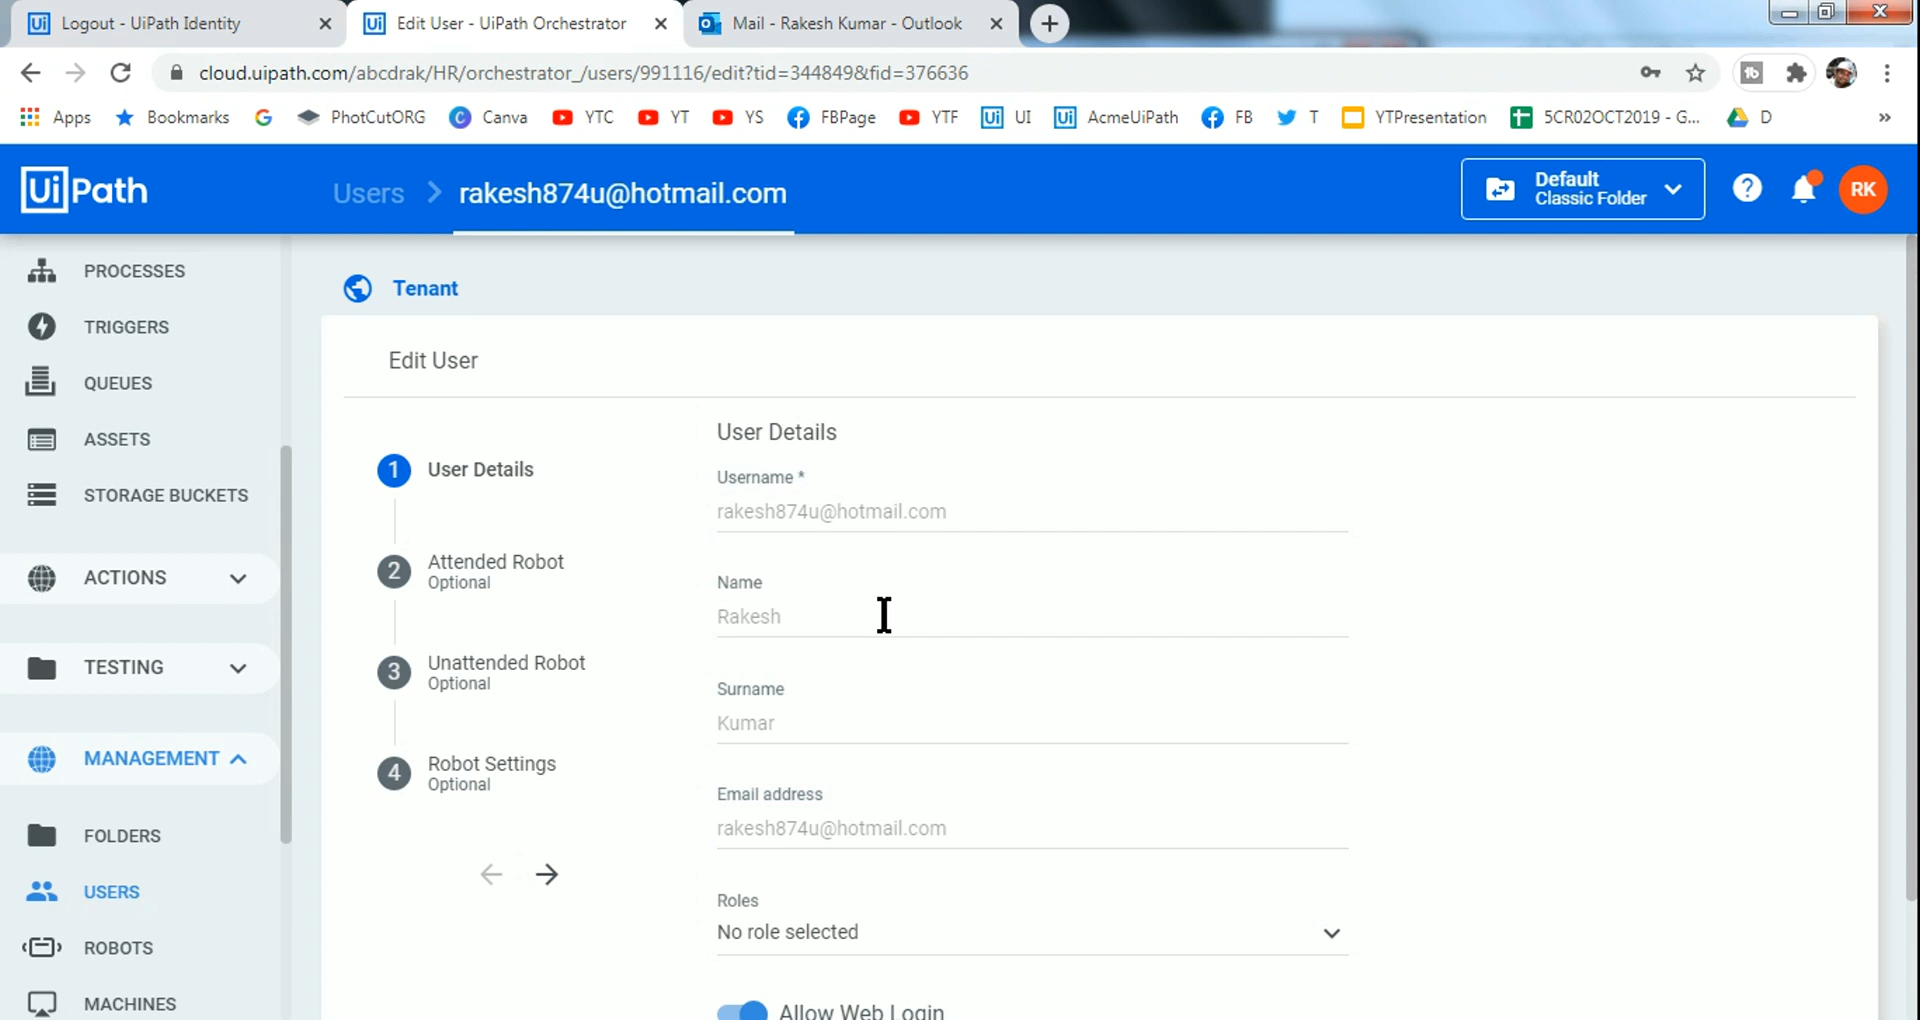 Logout - UiPath Identity
Edit User - UiPath Orchestrator
Mail - Rakesh Kumar - Outlook
cloud.uipath.com/abcdrak/HR/orchestrator_/users/991116/edit?tid=344849&fid=376636
Apps Bookmarks PhotCutORG Canva YTC YT YS FBPage YTF UI AcmeUiPath FB T YTPresentation 5CR02OCT2019 - G... D »
UiPath
Users > rakesh874u@hotmail.com
Default
Classic Folder
RK
PROCESSES
TRIGGERS
QUEUES
ASSETS
STORAGE BUCKETS
ACTIONS
TESTING
MANAGEMENT
FOLDERS
USERS
ROBOTS
MACHINES
Tenant
Edit User
1 User Details
2 Attended Robot
Optional
3 Unattended Robot
Optional
4 Robot Settings
Optional
User Details
Username *
rakesh874u@hotmail.com
Name
Rakesh
Surname
Kumar
Email address
rakesh874u@hotmail.com
Roles
No role selected
Allow Web Login